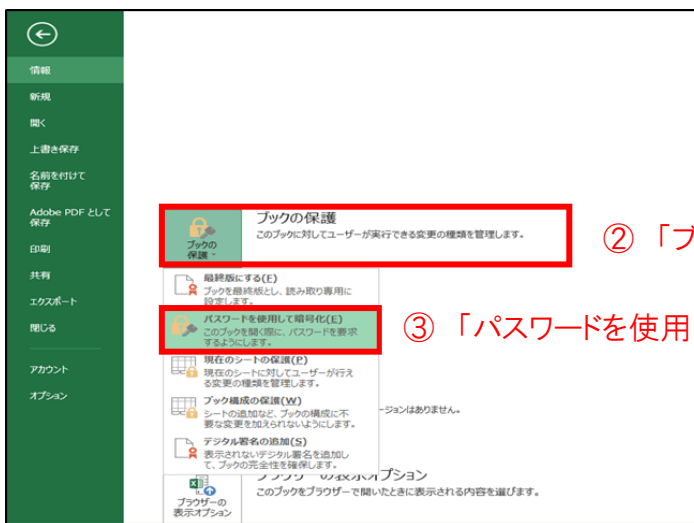 情報
新規
開く
上書き保存
名前を付けて
保存
Adobe PDF として
保存
印刷
共有
エクスポート
閉じる
アカウント
オプション
ブックの
保護
ブックの保護
このブックに対してユーザーが実行できる変更の種類を管理します。
② 「ブ
最終版にする(F)
ブックを最終版とし、読み取り専用に
設定します。
パスワードを使用して暗号化(E)
このブックを開く際に、パスワードを要求
するようにします。
③ 「パスワードを使用
現在のシートの保護(P)
現在のシートに対してユーザーが行え
る変更の種類を管理します。
ブック構成の保護(W)
シートの追加など、ブックの構成に不
要な変更を加えられないようにします。
ージョンはありません。
デジタル署名の追加(S)
表示されないデジタル署名を追加し
て、ブックの完全性を確保します。
ブラウザーの
表示オプション
ブラウザーの表示オプション
このブックをブラウザーで開いたときに表示される内容を選びます。